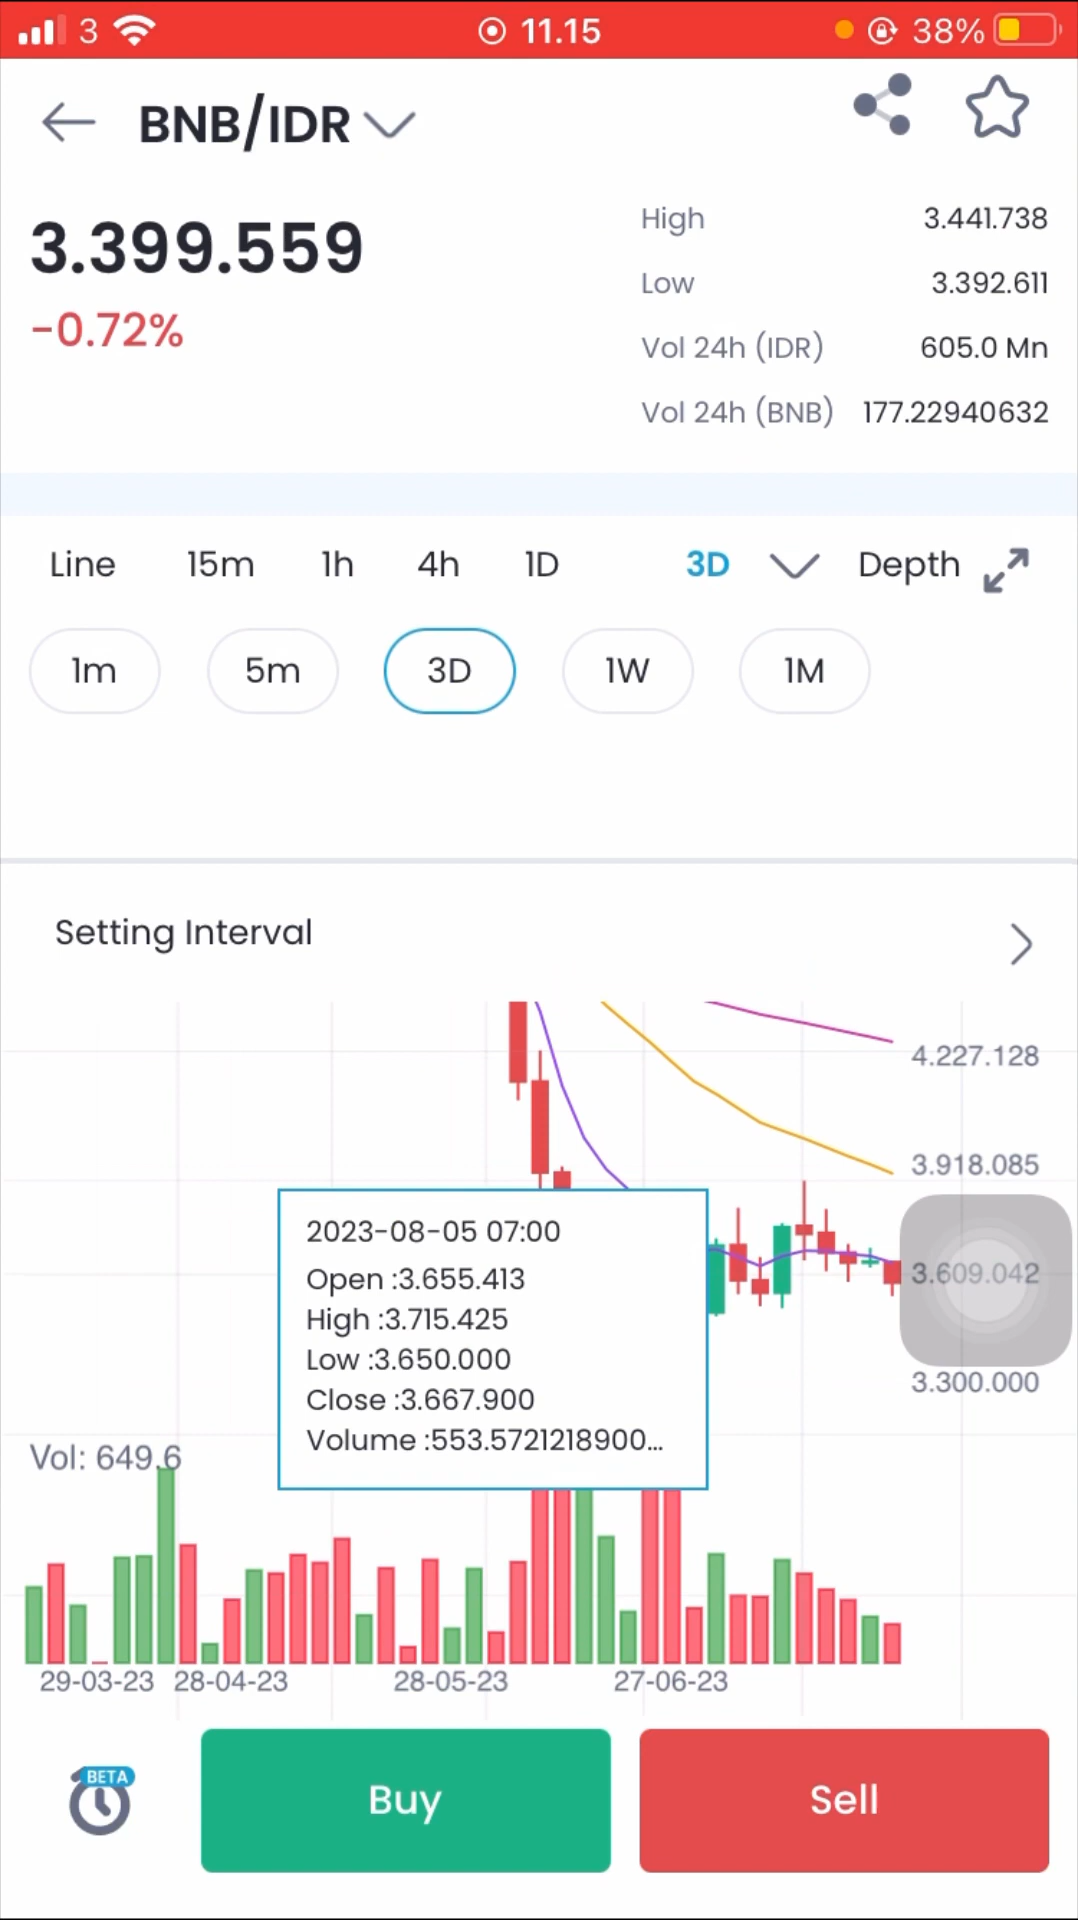 3 11.15 38%
BNB/IDR
3.399.559
-0.72%
High 3.441.738
Low 3.392.611
Vol 24h (IDR) 605.0 Mn
Vol 24h (BNB) 177.22940632
Line 15m 1h 4h 1D 3D Depth
1m 5m 3D 1W 1M
Setting Interval
4.227.128
3.918.085
3.609.042
3.300.000
2023-08-05 07:00
Open :3.655.413
High :3.715.425
Low :3.650.000
Close :3.667.900
Volume :553.5721218900...
Vol: 649.6
29-03-23 28-04-23 28-05-23 27-06-23
BETA
Buy Sell